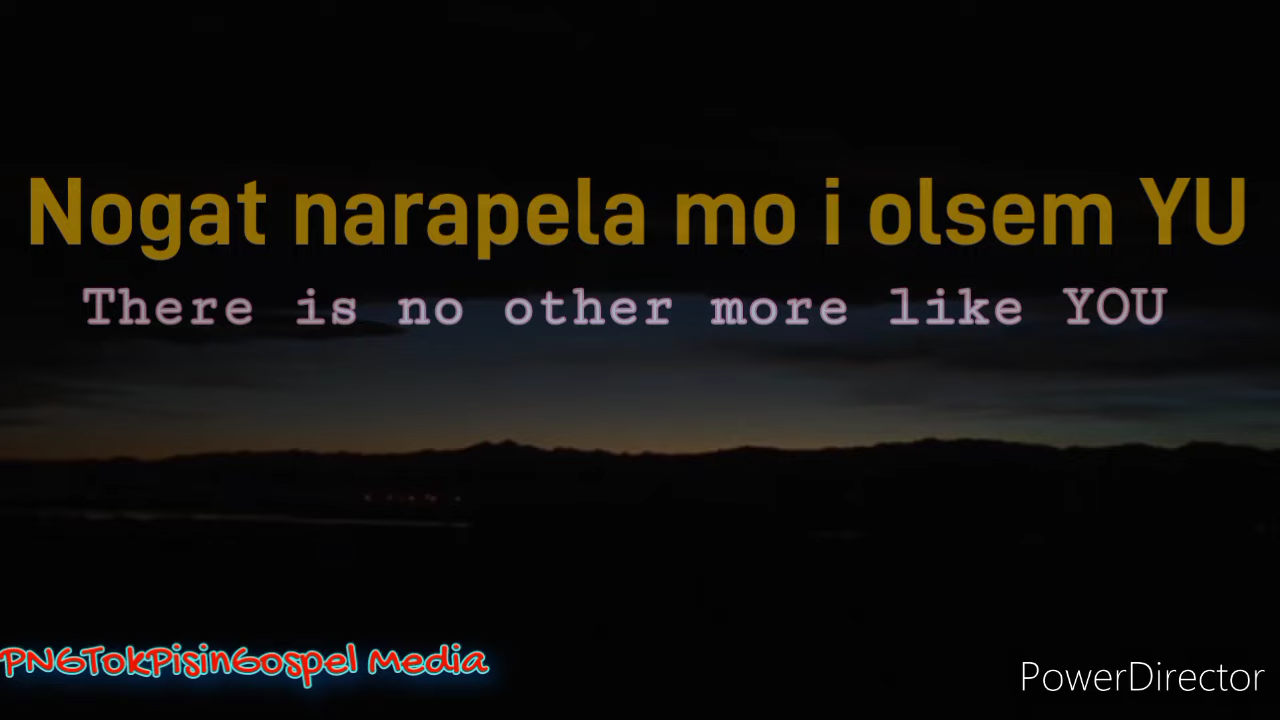 Nogat narapela mo i olsem YU
There is no other more like YOU
PNGTokPisinGospel Media
PowerDirector